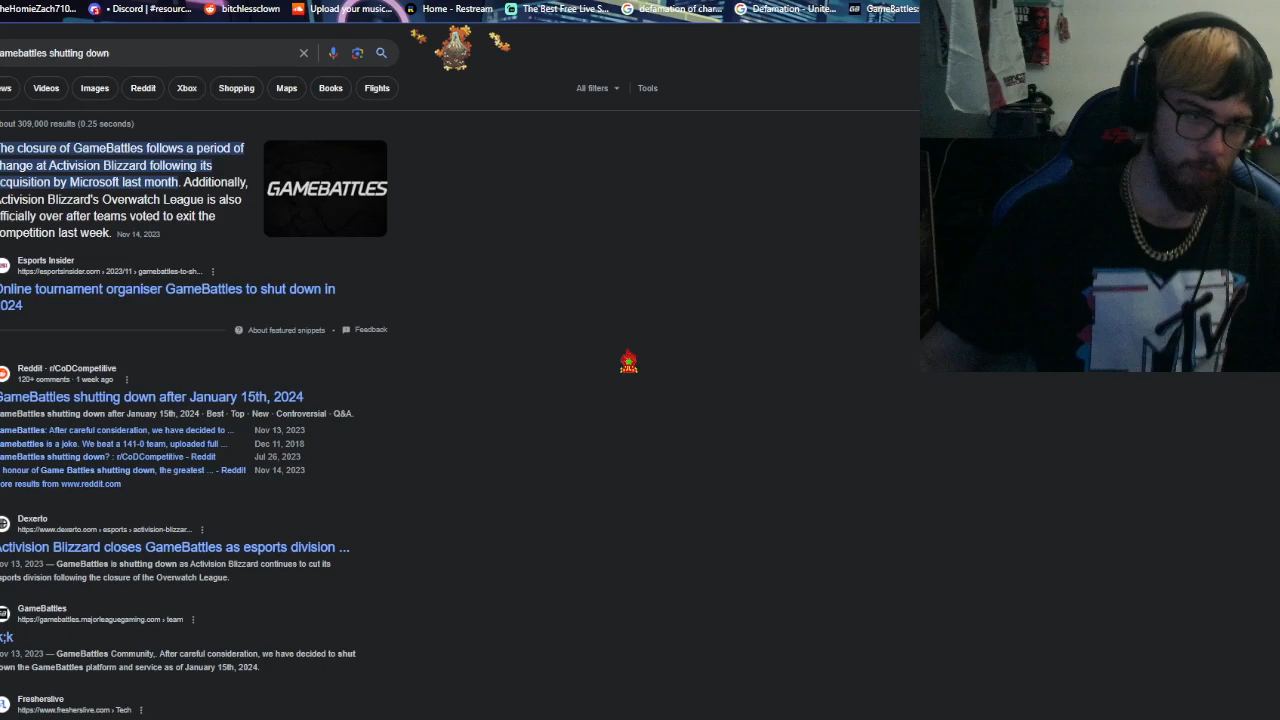 heHomieZach710...
• Discord | #resourc...
bitchlessclown
Upload your music...
Home - Restream
The Best Free Live S...
defamation of char...
Defamation - Unite...
GameBattles:
amebattles shutting down
ews
Videos
Images
Reddit
Xbox
Shopping
Maps
Books
Flights
All filters
Tools
bout 309,000 results (0.25 seconds)
he closure of GameBattles follows a period of
hange at Activision Blizzard following its
cquisition by Microsoft last month. Additionally,
Activision Blizzard's Overwatch League is also
fficially over after teams voted to exit the
ompetition last week. Nov 14, 2023
GAMEBATTLES
Esports Insider
https://esportsinsider.com › 2023/11 › gamebattles-to-sh...
Online tournament organiser GameBattles to shut down in
2024
About featured snippets • Feedback
Reddit · r/CoDCompetitive
120+ comments · 1 week ago
GameBattles shutting down after January 15th, 2024
GameBattles shutting down after January 15th, 2024 · Best · Top · New · Controversial · Q&A.
ameBattles: After careful consideration, we have decided to ... Nov 13, 2023
amebattles is a joke. We beat a 141-0 team, uploaded full ... Dec 11, 2018
ameBattles shutting down? : r/CoDCompetitive - Reddit Jul 26, 2023
honour of Game Battles shutting down, the greatest ... - Reddit Nov 14, 2023
ore results from www.reddit.com
Dexerto
https://www.dexerto.com › esports › activision-blizzar...
Activision Blizzard closes GameBattles as esports division ...
ov 13, 2023 — GameBattles is shutting down as Activision Blizzard continues to cut its
sports division following the closure of the Overwatch League.
GameBattles
https://gamebattles.majorleaguegaming.com › team
k;k
ov 13, 2023 — GameBattles Community,. After careful consideration, we have decided to shut
own the GameBattles platform and service as of January 15th, 2024.
Fresherslive
https://www.fresherslive.com › Tech
MTV